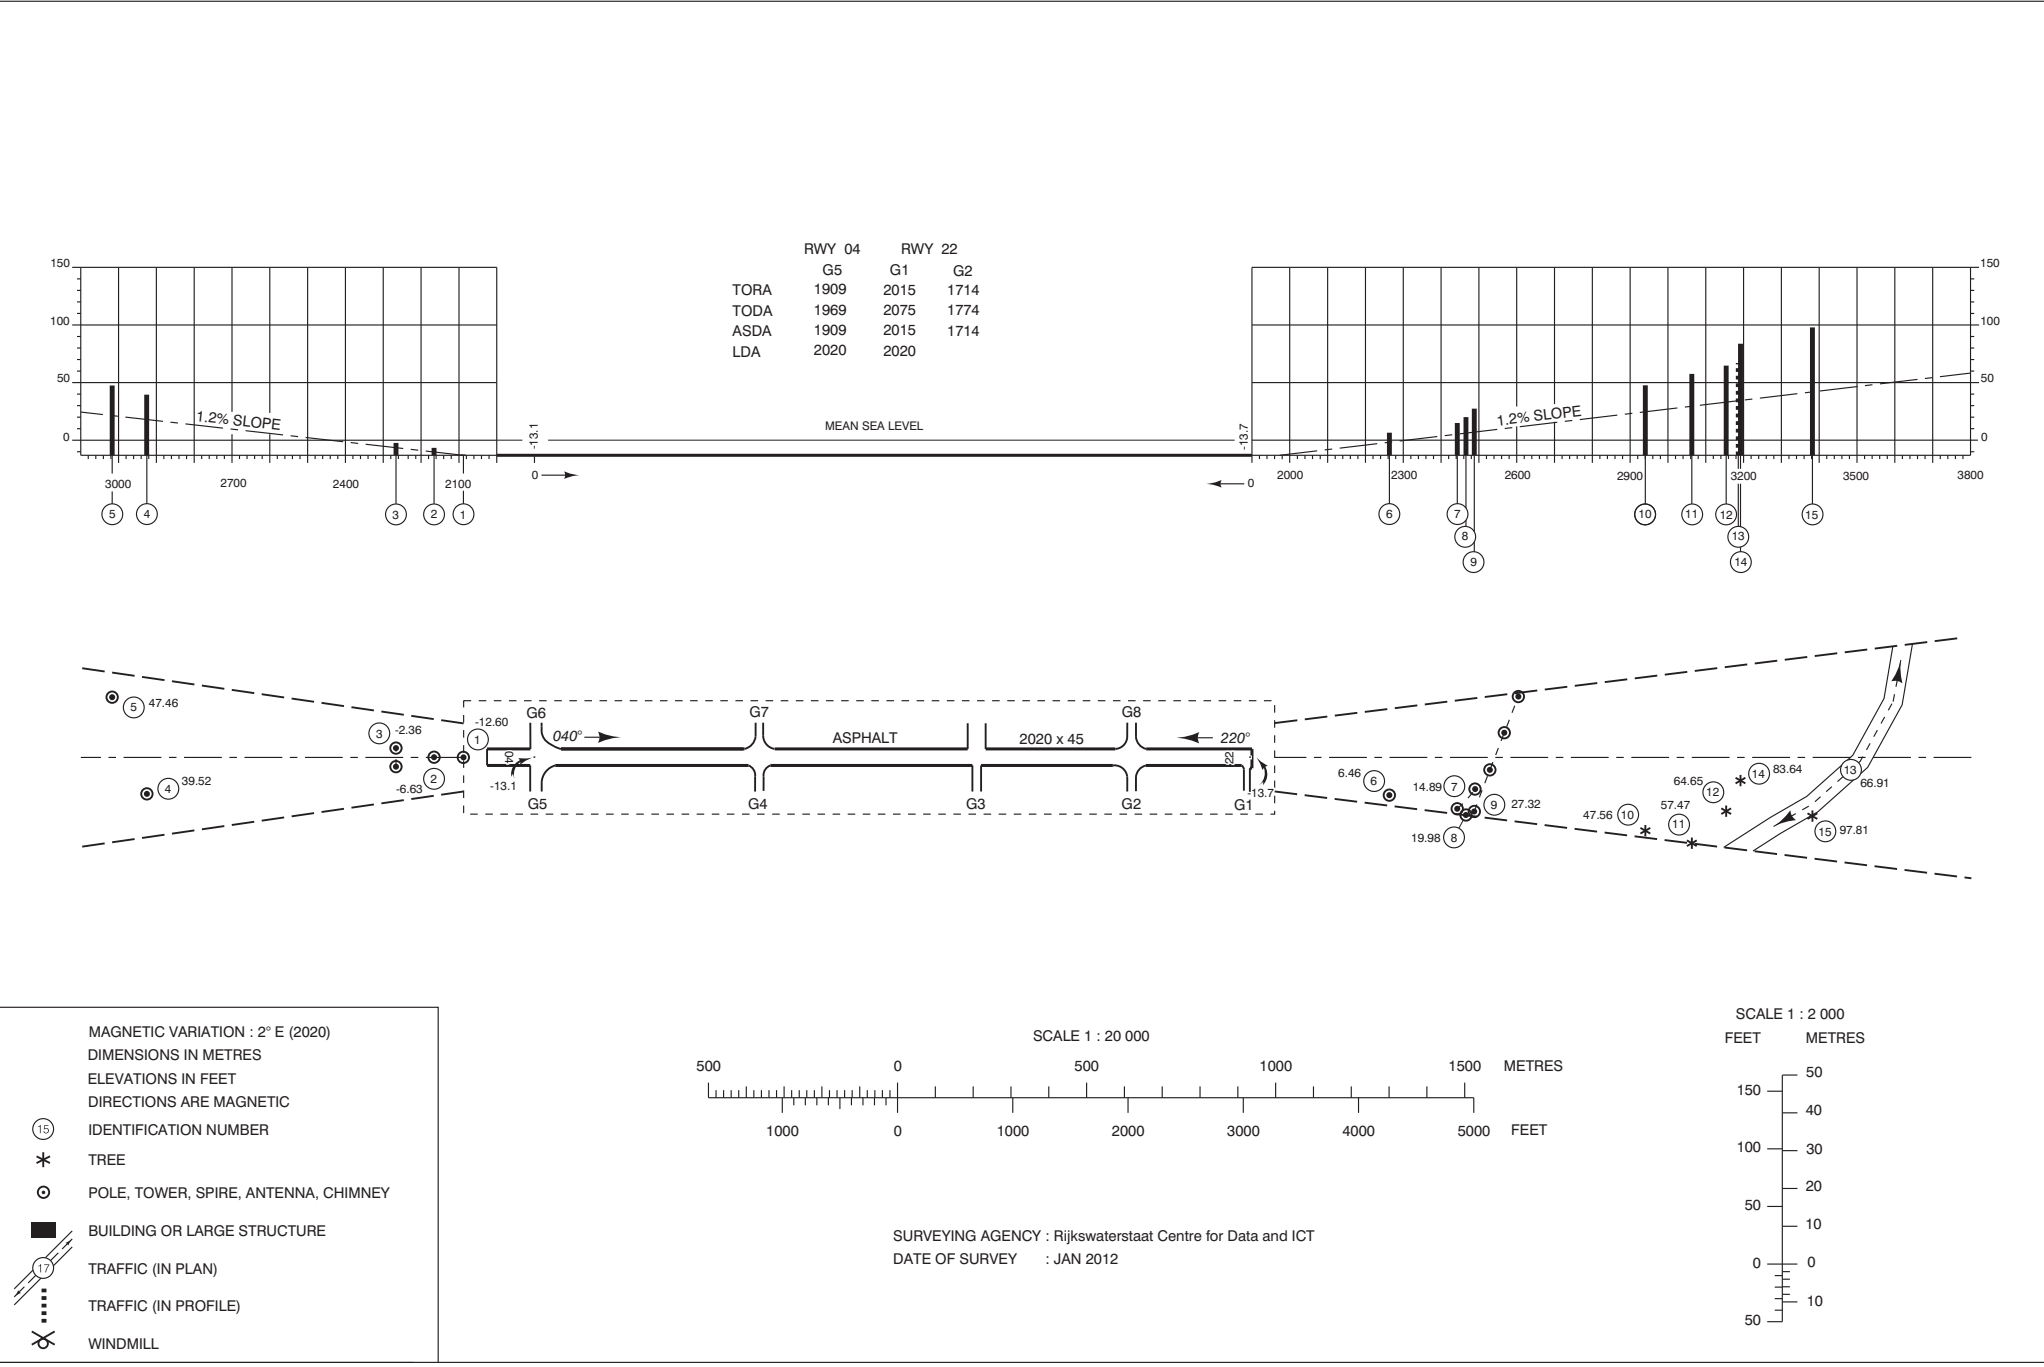 RWY 04 RWY 22
G5 G1 G2
TORA 1909 2015 1714
TODA 1969 2075 1774
ASDA 1909 2015 1714
LDA 2020 2020
150
100
50
0
1.2% SLOPE
3000 2700 2400 2100
5 4 3 2 1
-13.1
0
MEAN SEA LEVEL
-13.7
0
150
100
50
0
1.2% SLOPE
2000 2300 2600 2900 3200 3500 3800
6 7 10 11 12 15
8 13
9 14
5 47.46
4 39.52
3 -2.36
-6.63
2
1
-12.60
G6 G7 G8
040° ASPHALT 2020 x 45 220°
04 22
-13.1 -13.7
G5 G4 G3 G2 G1
6.46 6
14.89 7
9 27.32
19.98 8
47.56 10
57.47
11
64.65
12
14 83.64
13
66.91
15 97.81
MAGNETIC VARIATION : 2° E (2020)
DIMENSIONS IN METRES
ELEVATIONS IN FEET
DIRECTIONS ARE MAGNETIC
15 IDENTIFICATION NUMBER
TREE
POLE, TOWER, SPIRE, ANTENNA, CHIMNEY
BUILDING OR LARGE STRUCTURE
17 TRAFFIC (IN PLAN)
TRAFFIC (IN PROFILE)
WINDMILL
SCALE 1 : 20 000
500 0 500 1000 1500 METRES
1000 0 1000 2000 3000 4000 5000 FEET
SURVEYING AGENCY : Rijkswaterstaat Centre for Data and ICT
DATE OF SURVEY : JAN 2012
SCALE 1 : 2 000
FEET METRES
50
150
40
100 30
20
50
10
0 0
10
50